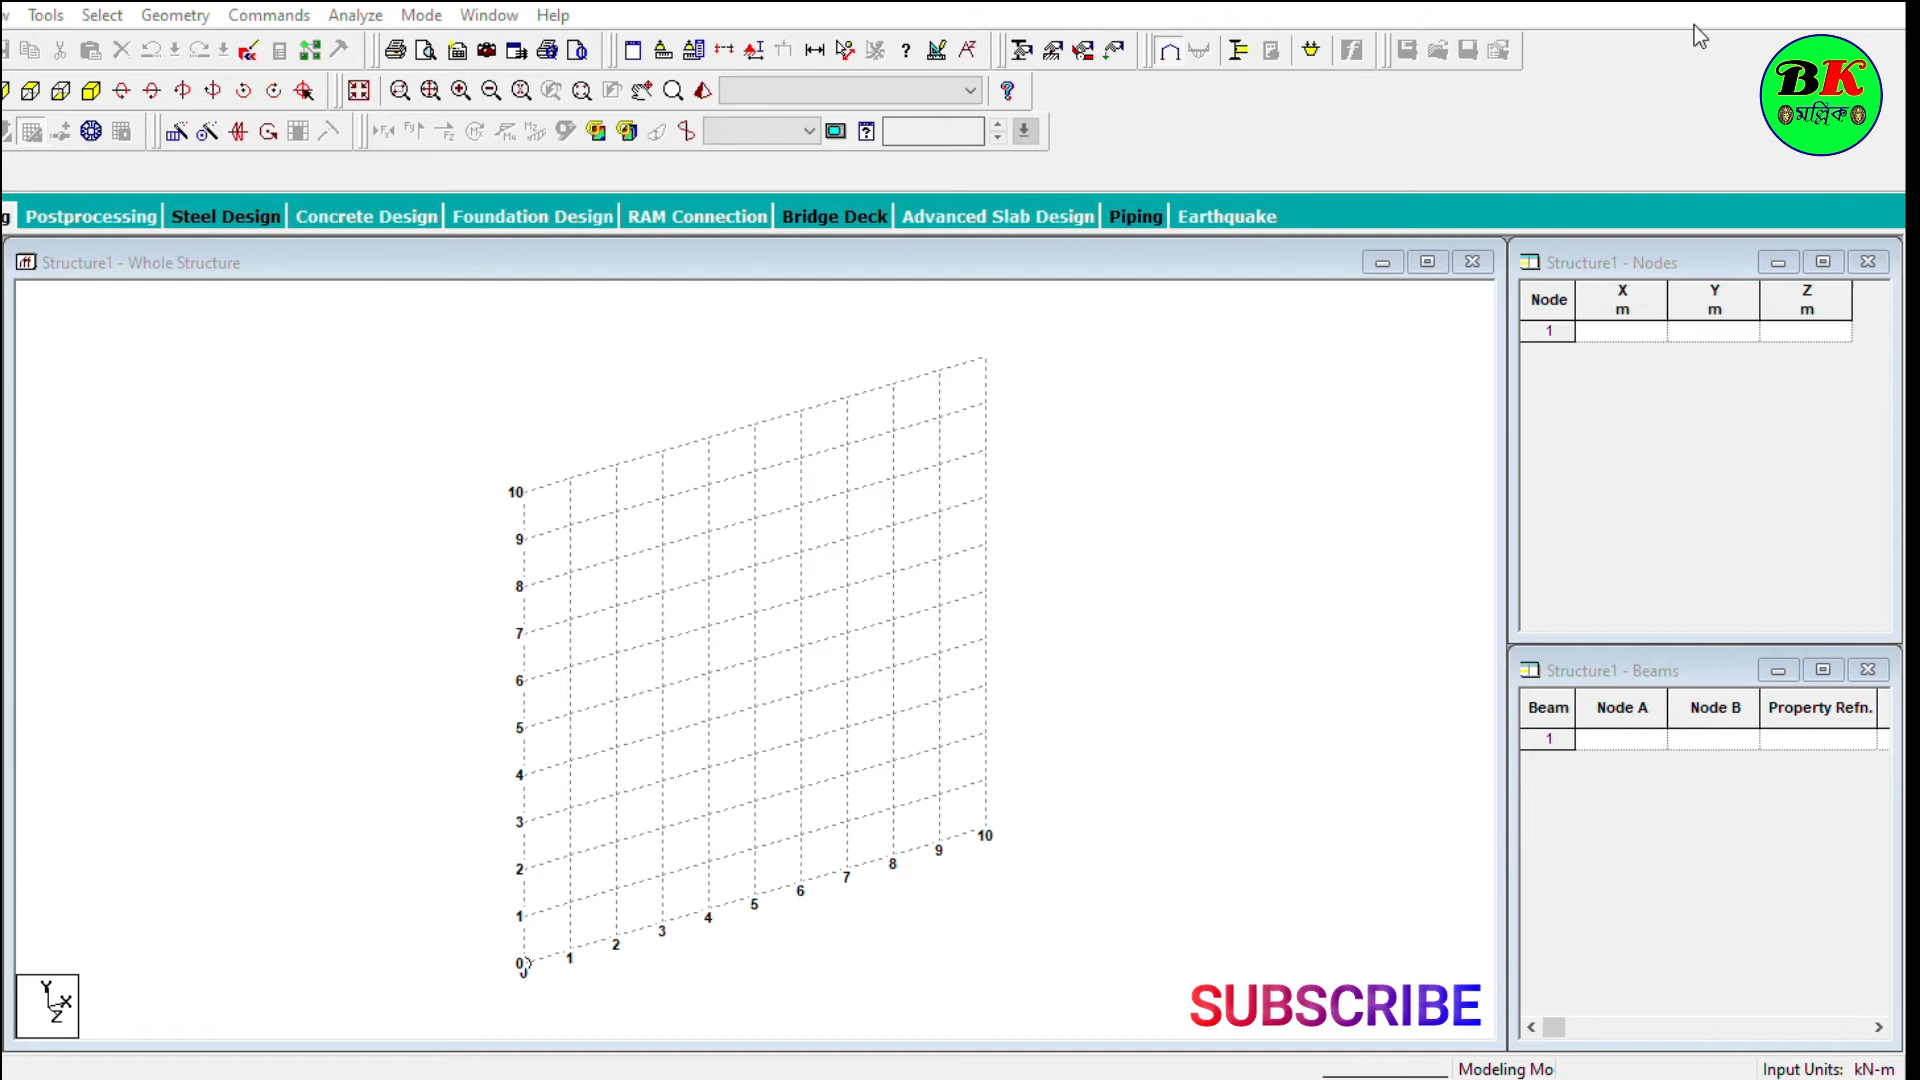 w Tools Select Geometry Commands Analyze Mode Window Help
BK
মল্লিক
g Postprocessing Steel Design Concrete Design Foundation Design RAM Connection Bridge Deck Advanced Slab Design Piping Earthquake
Structure1 - Whole Structure
10
9
8
7
6
5
4
3
2
1
0
1
2
3
4
5
6
7
8
9
10
Y
X
Z
SUBSCRIBE
Structure1 - Nodes
Node X m Y m Z m
1
Structure1 - Beams
Beam Node A Node B Property Refn.
1
Modeling Mo Input Units: kN-m